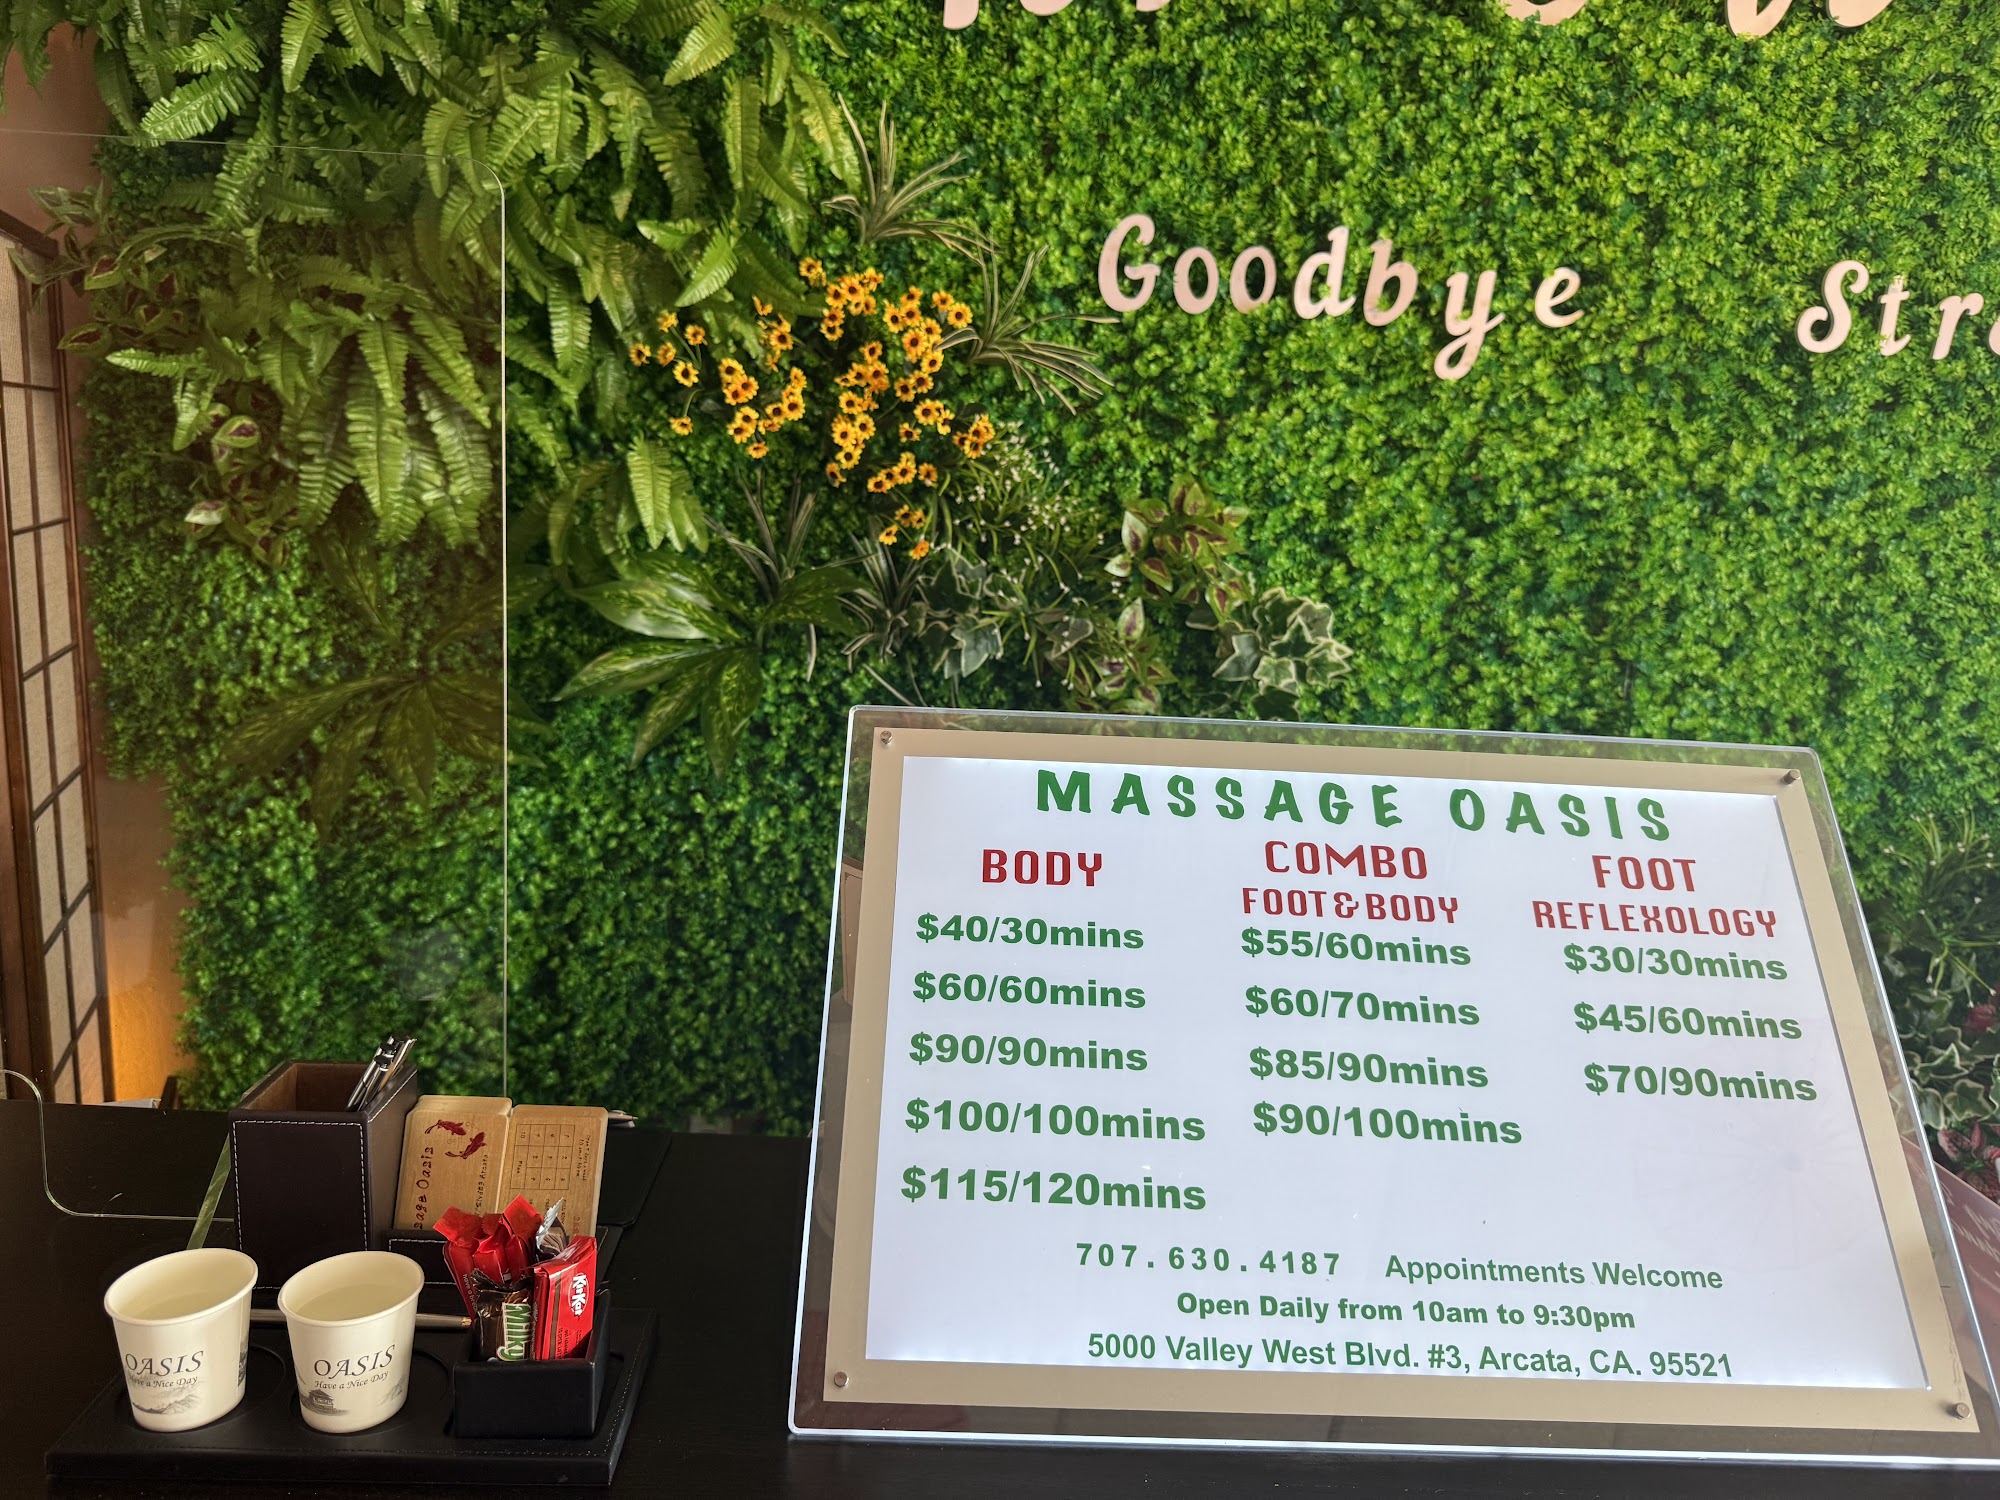 Goodbye
MASSAGE OASIS
BODY
$40/30mins
$60/60mins
$90/90mins
$100/100mins
$115/120mins
COMBO
FOOT&BODY
$55/60mins
$60/70mins
$85/90mins
$90/100mins
FOOT
REFLEXOLOGY
$30/30mins
$45/60mins
$70/90mins
707.630.4187 Appointments Welcome
Open Daily from 10am to 9:30pm
5000 Valley West Blvd. #3, Arcata, CA. 95521
Oasis
KitKat
Milky
OASIS
Have a Nice Day
OASIS
Have a Nice Day